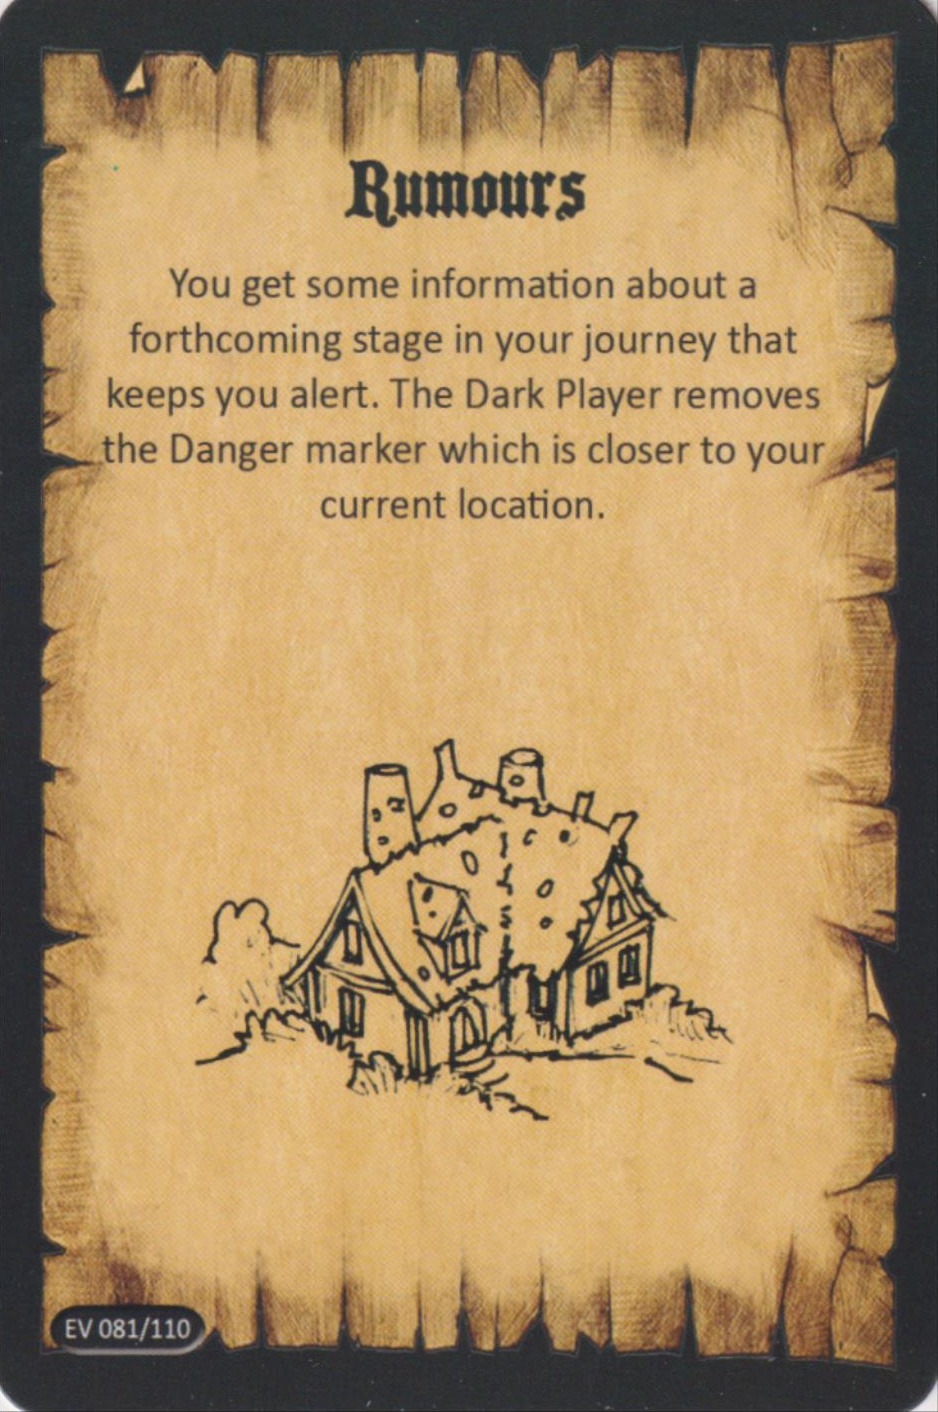 Rumours
You get some information about a
forthcoming stage in your journey that
keeps you alert. The Dark Player removes
the Danger marker which is closer to your
current location.
EV 081/110